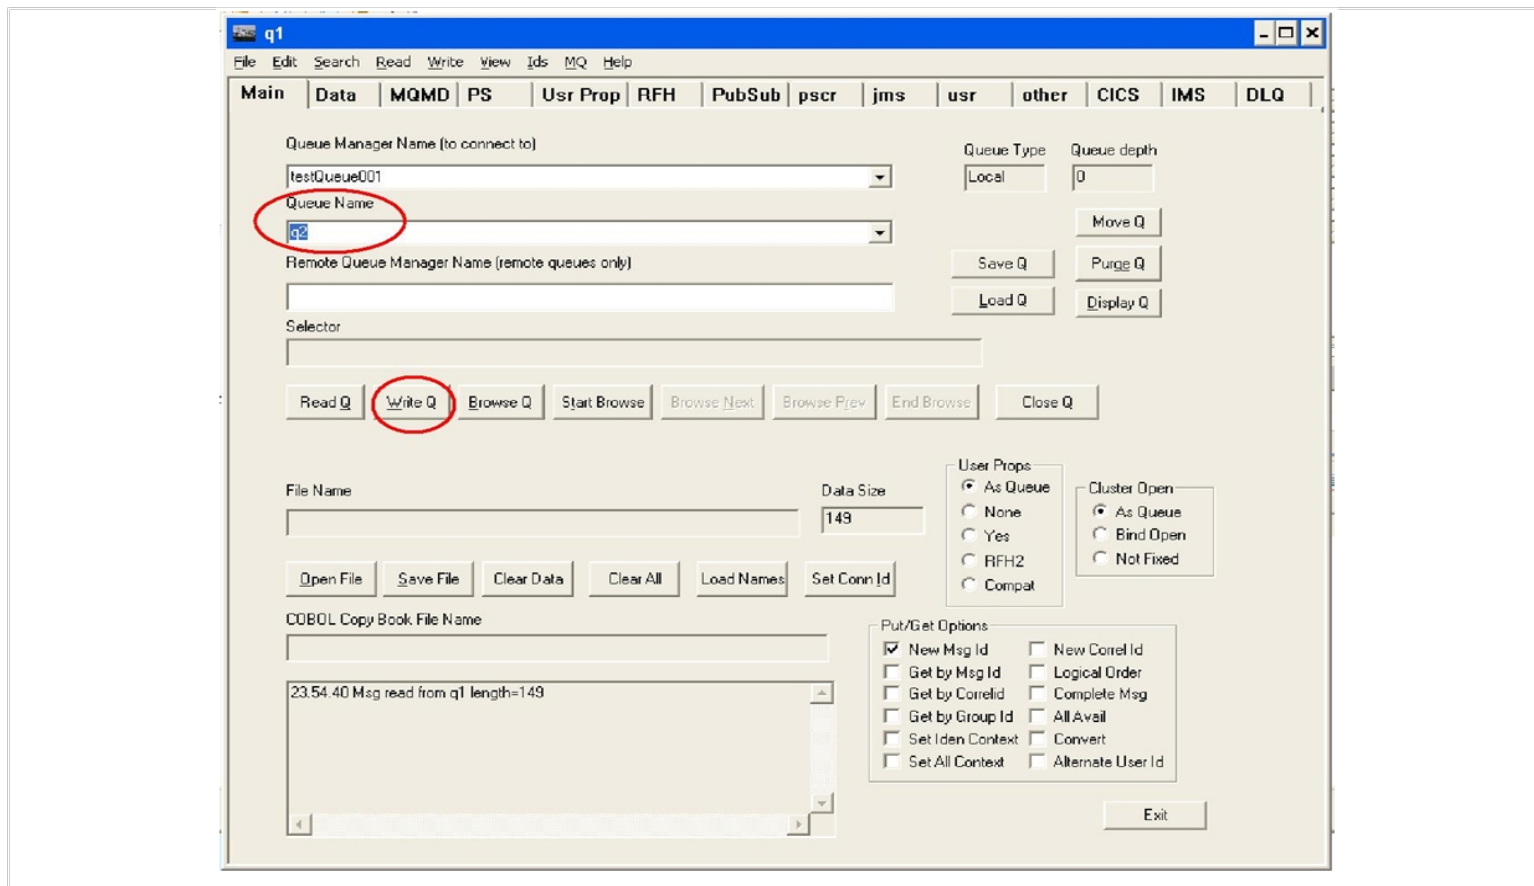 q1
File Edit Search Read Write View Ids MQ Help
Main Data MQMD PS Usr Prop RFH PubSub pscr jms usr other CICS IMS DLQ
Queue Manager Name (to connect to)
Queue Type Queue depth
testQueue001
Local 0
Queue Name
q2
Move Q
Remote Queue Manager Name (remote queues only)
Save Q Purge Q
Load Q Display Q
Selector
Read Q Write Q Browse Q Start Browse Browse Next Browse Prev End Browse Close Q
File Name
Data Size
149
User Props
As Queue
None
Yes
RFH2
Compat
Cluster Open
As Queue
Bind Open
Not Fixed
Open File Save File Clear Data Clear All Load Names Set Conn Id
COBOL Copy Book File Name
23.54.40 Msg read from q1 length=149
Put/Get Options
New Msg Id New Correl Id
Get by Msg Id Logical Order
Get by Correlid Complete Msg
Get by Group Id All Avail
Set Iden Context Convert
Set All Context Alternate User Id
Exit